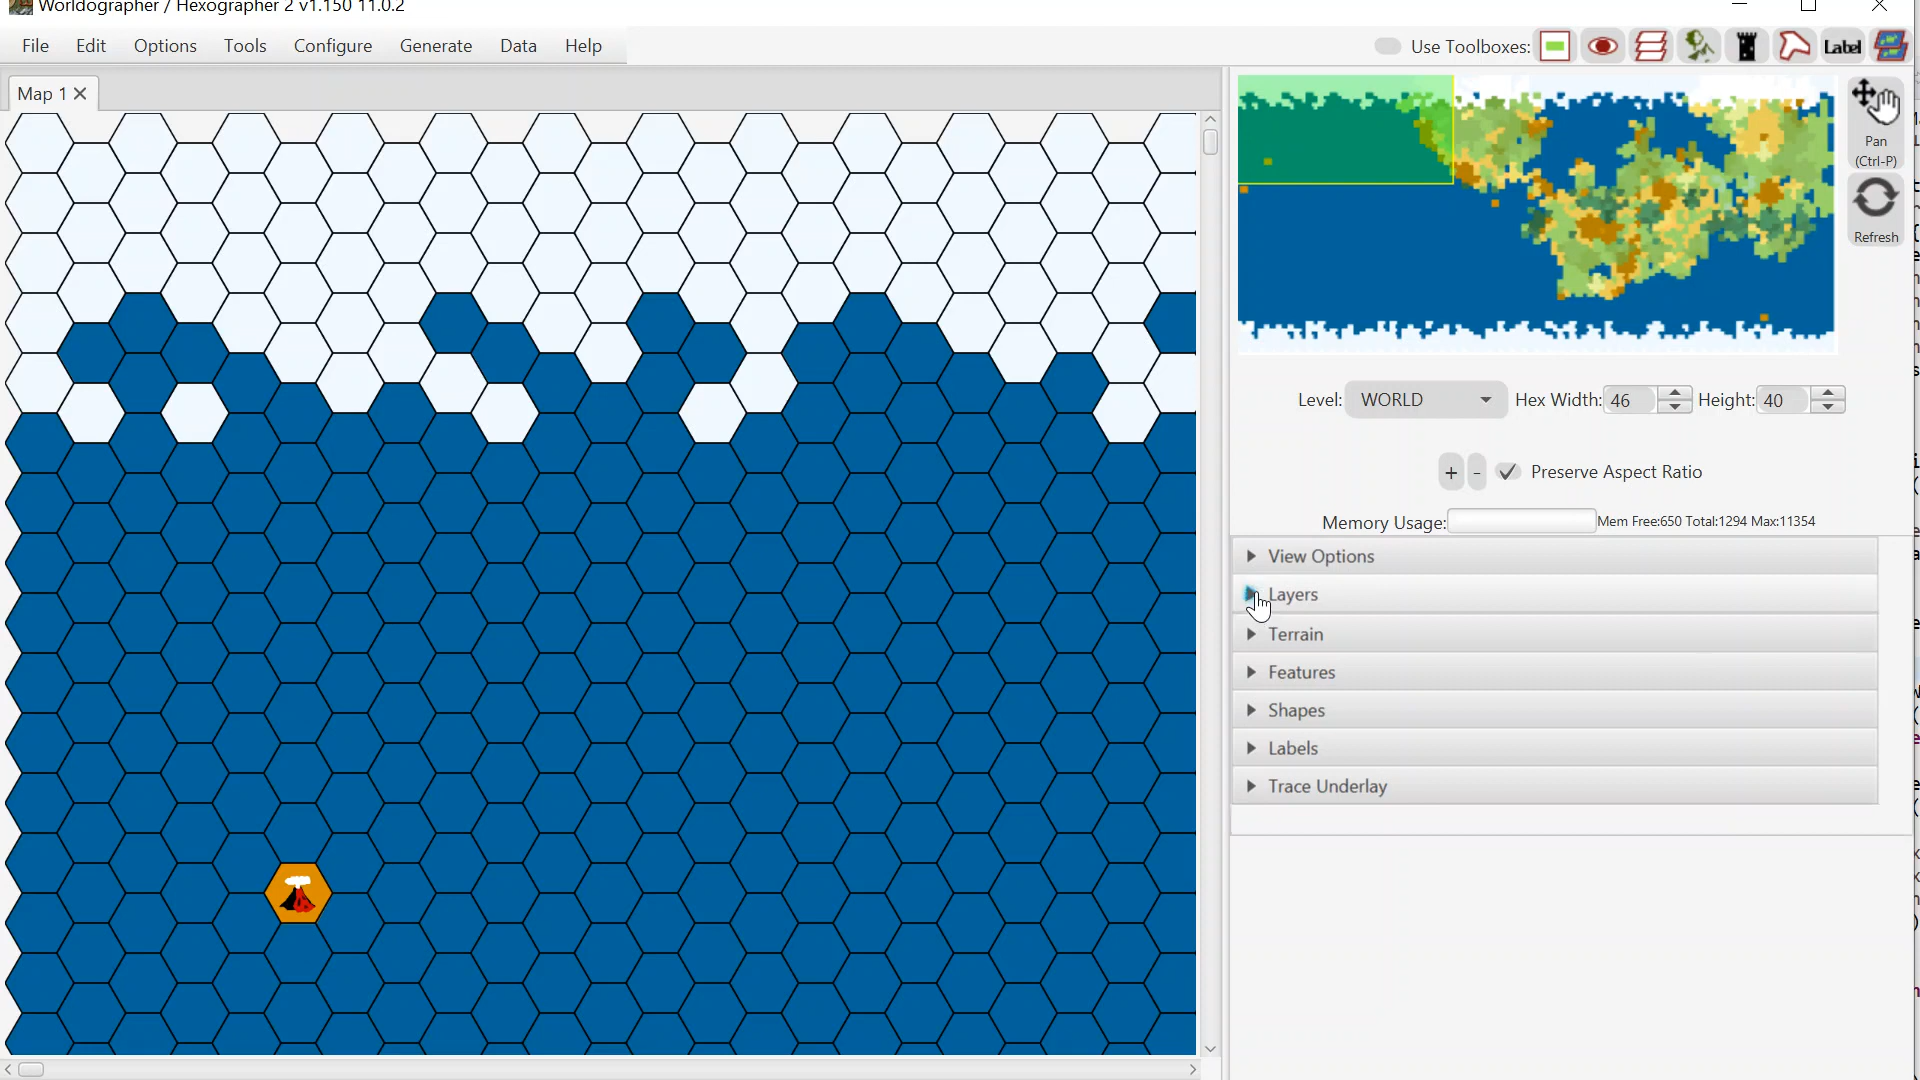 Worldographer / Hexographer 2 v1.150 11.0.2
File Edit Options Tools Configure Generate Data Help
Use Toolboxes: Label
Map 1
Pan
(Ctrl-P)
Refresh
Level: WORLD Hex Width: 46 Height: 40
+ - Preserve Aspect Ratio
Memory Usage: Mem Free:650 Total:1294 Max:11354
View Options
Layers
Terrain
Features
Shapes
Labels
Trace Underlay